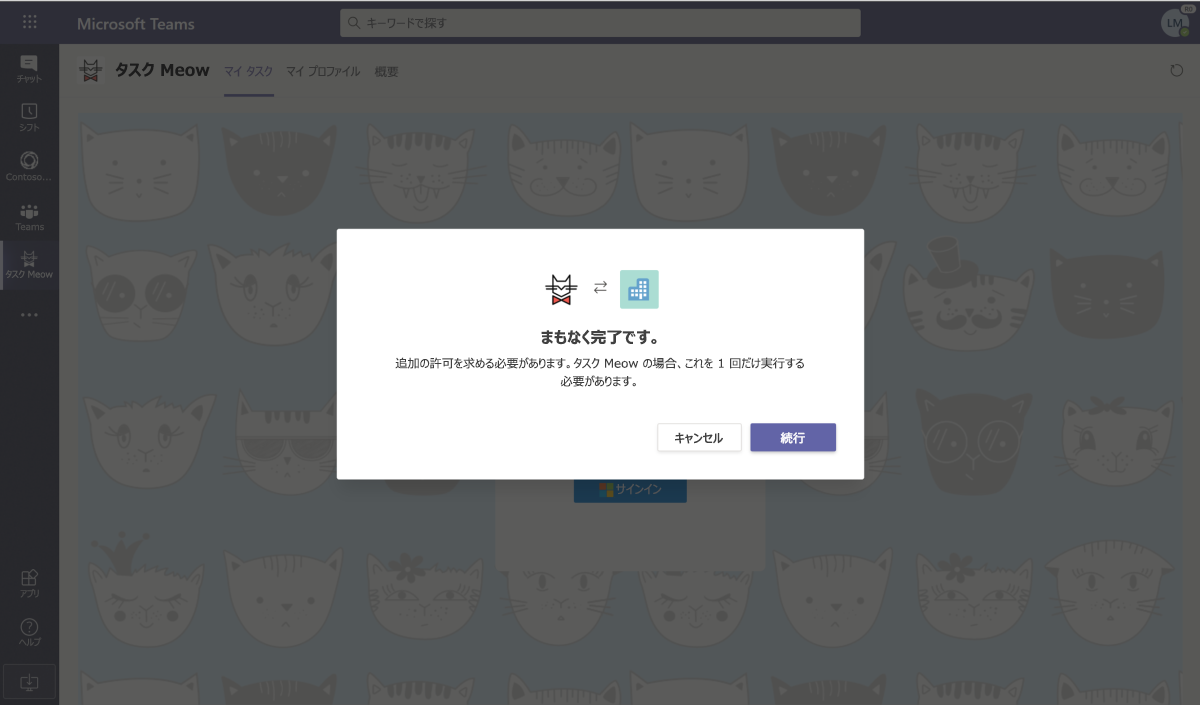 Microsoft Teams
キーワードで探す
LM
チャット
シフト
Contoso...
Teams
タスク Meow
アプリ
ヘルプ
タスク Meow
マイ タスク
マイ プロファイル
概要
まもなく完了です。
追加の許可を求める必要があります。タスク Meow の場合、これを 1 回だけ実行する
必要があります。
キャンセル
続行
サインイン